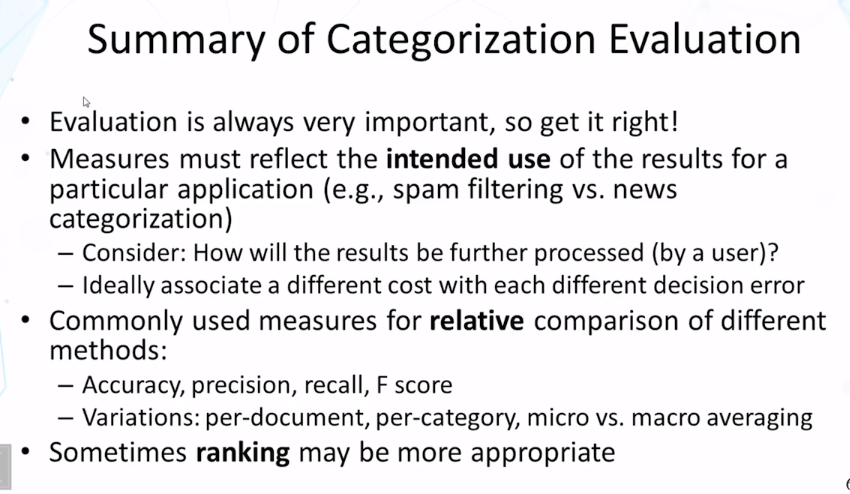 Summary of Categorization Evaluation
• Evaluation is always very important, so get it right!
• Measures must reflect the intended use of the results for a
particular application (e.g., spam filtering vs. news
categorization)
– Consider: How will the results be further processed (by a user)?
– Ideally associate a different cost with each different decision error
• Commonly used measures for relative comparison of different
methods:
– Accuracy, precision, recall, F score
– Variations: per-document, per-category, micro vs. macro averaging
• Sometimes ranking may be more appropriate